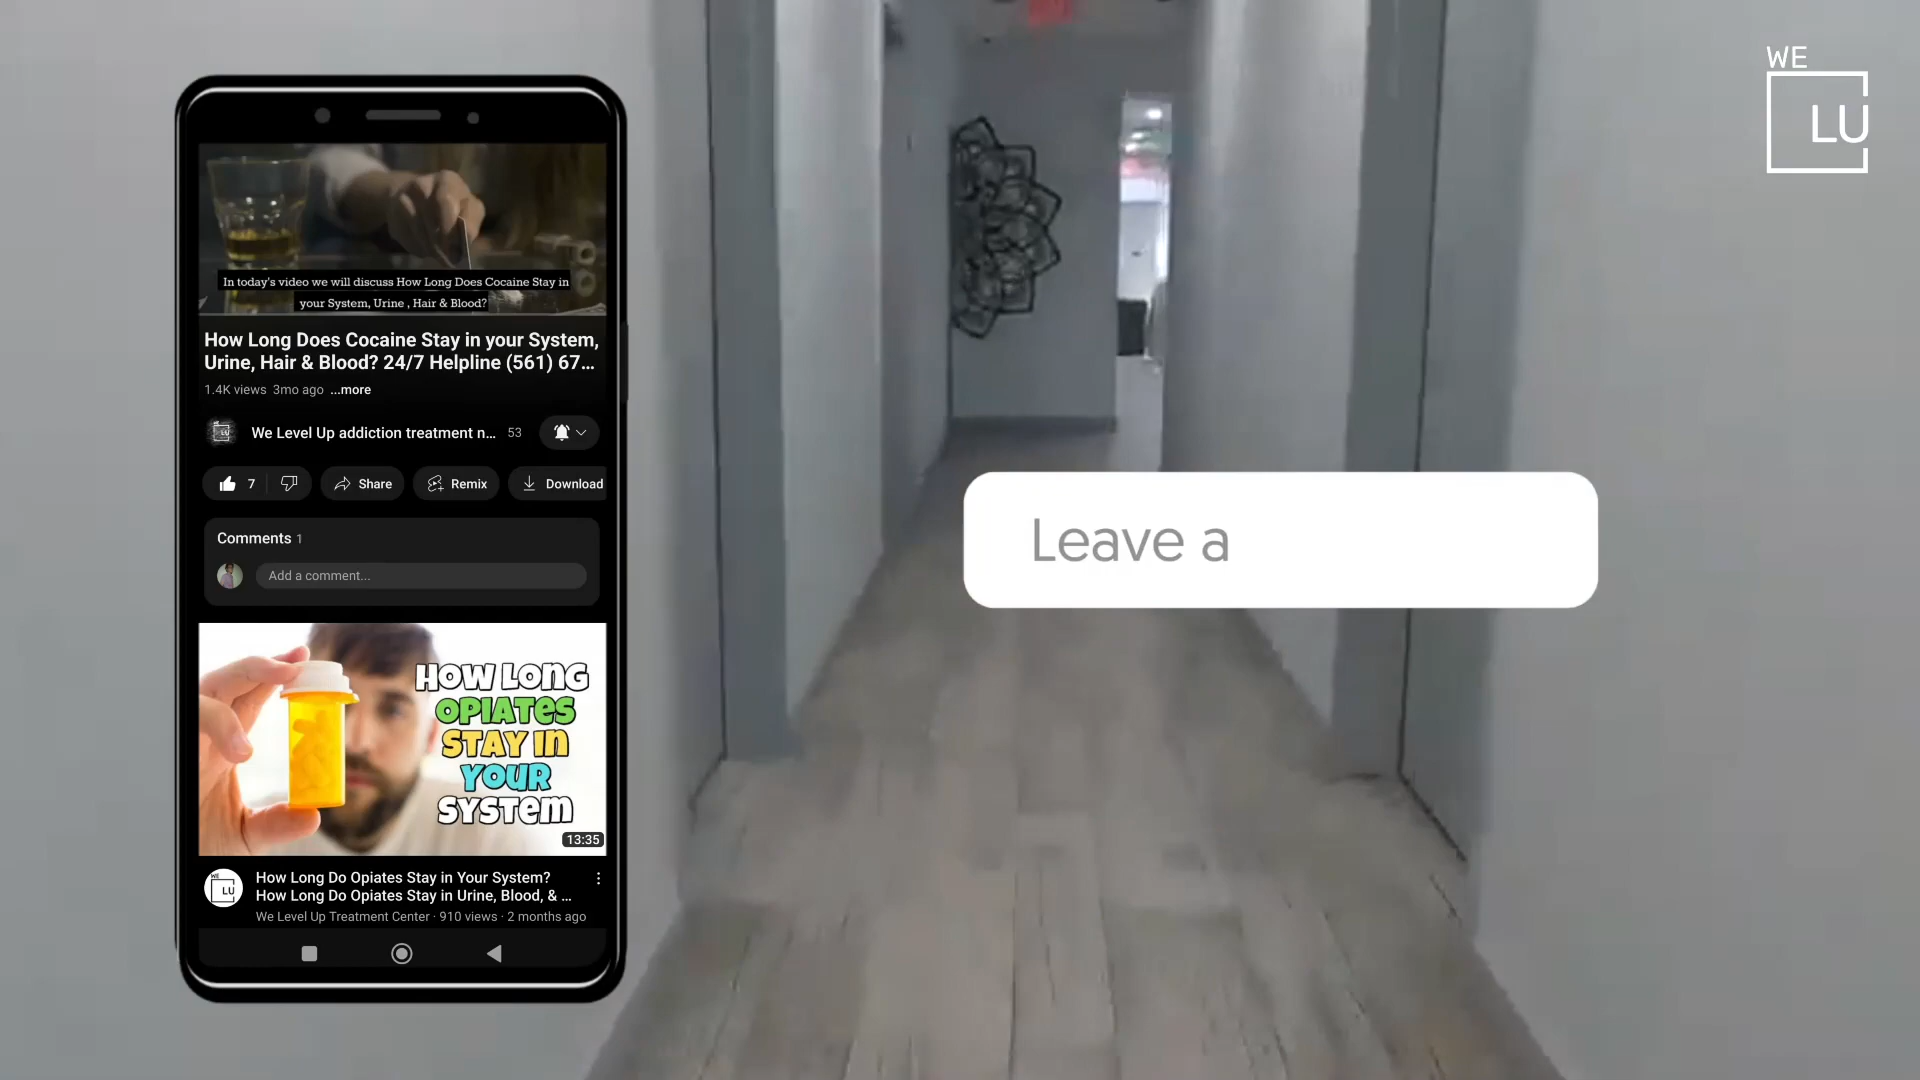 WE
LU
In today's video we will discuss How Long Does Cocaine Stay in
your System, Urine , Hair & Blood?
How Long Does Cocaine Stay in your System,
Urine, Hair & Blood? 24/7 Helpline (561) 67...
1.4K views 3mo ago ...more
We Level Up addiction treatment n... 53
7 Share Remix Download
Comments 1
Add a comment...
HOW LONG
OPIATES
STAY IN
YOUR
SYSTEM
13:35
WE
LU
How Long Do Opiates Stay in Your System?
How Long Do Opiates Stay in Urine, Blood, & ...
We Level Up Treatment Center · 910 views · 2 months ago
Leave a